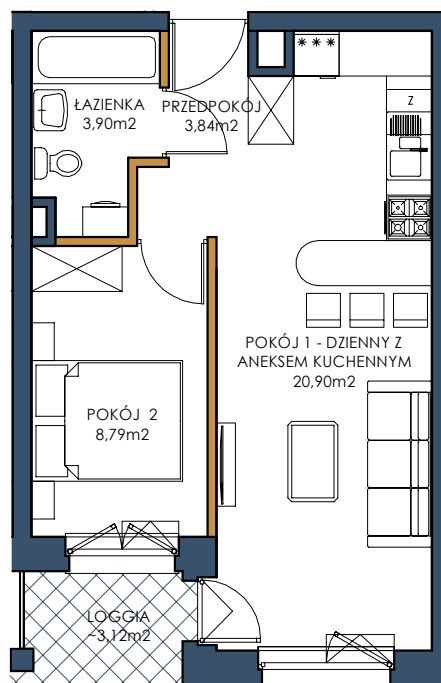 ŁAZIENKA
3,90m2
PRZEDPOKÓJ
3,84m2
***
Z
POKÓJ 1 - DZIENNY Z
ANEKSEM KUCHENNYM
20,90m2
POKÓJ 2
8,79m2
LOGGIA
~3,12m2